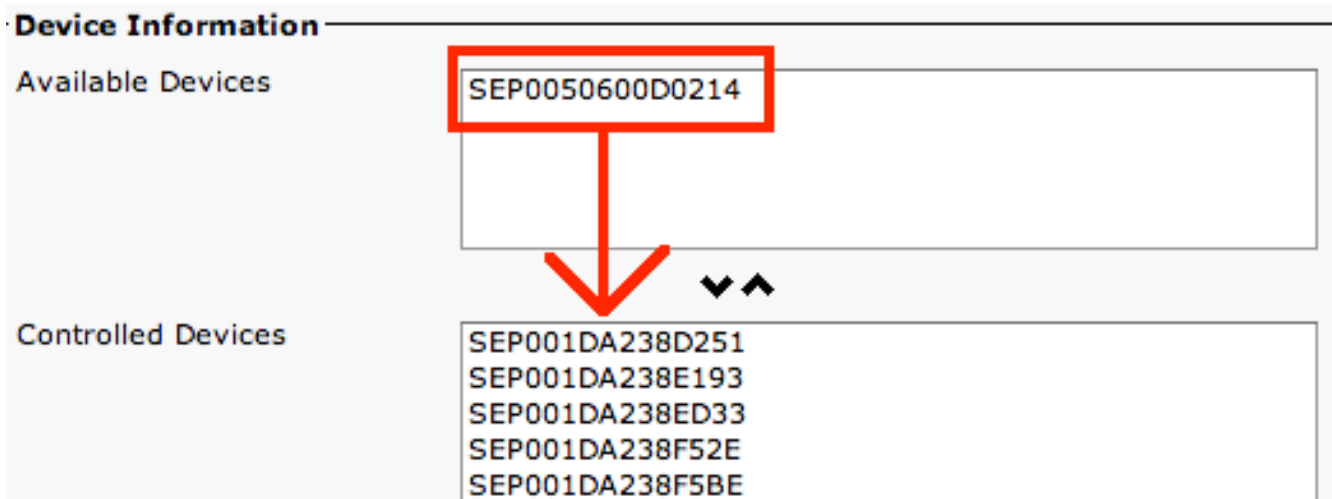 Device Information
Available Devices
SEP0050600D0214
Controlled Devices
SEP001DA238D251
SEP001DA238E193
SEP001DA238ED33
SEP001DA238F52E
SEP001DA238F5BE